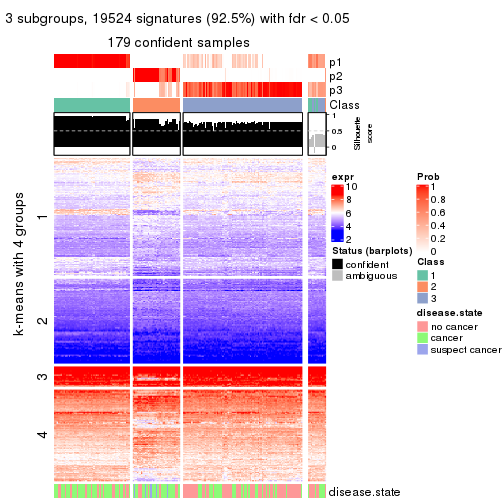 3 subgroups, 19524 signatures (92.5%) with fdr < 0.05
179 confident samples
p1
p2
p3
Class
1
0.5
0
Silhouette
score
k-means with 4 groups
1
2
3
4
disease.state
expr
10
8
6
4
2
Status (barplots)
confident
ambiguous
Prob
1
0.8
0.6
0.4
0.2
0
Class
1
2
3
disease.state
no cancer
cancer
suspect cancer